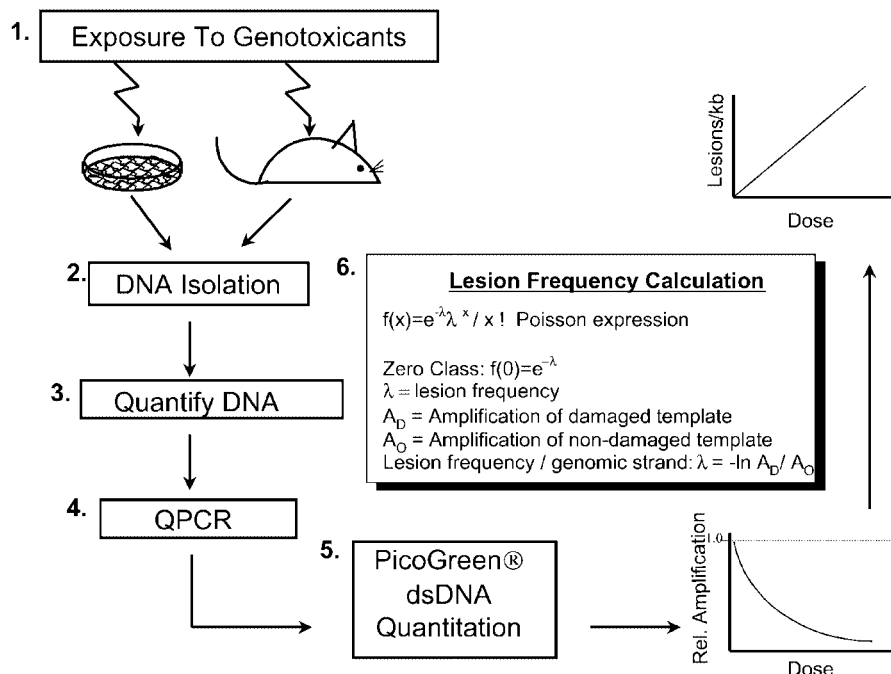 1. Exposure To Genotoxicants
Lesions/kb
Dose
2. DNA Isolation
3. Quantify DNA
4. QPCR
5. PicoGreen®
dsDNA
Quantitation
6. Lesion Frequency Calculation
f(x)=e^-λ λ^x / x ! Poisson expression
Zero Class: f(0)=e^−λ
λ = lesion frequency
A_D = Amplification of damaged template
A_O = Amplification of non-damaged template
Lesion frequency / genomic strand: λ = -ln A_D/ A_O
Rel. Amplification
1.0
Dose